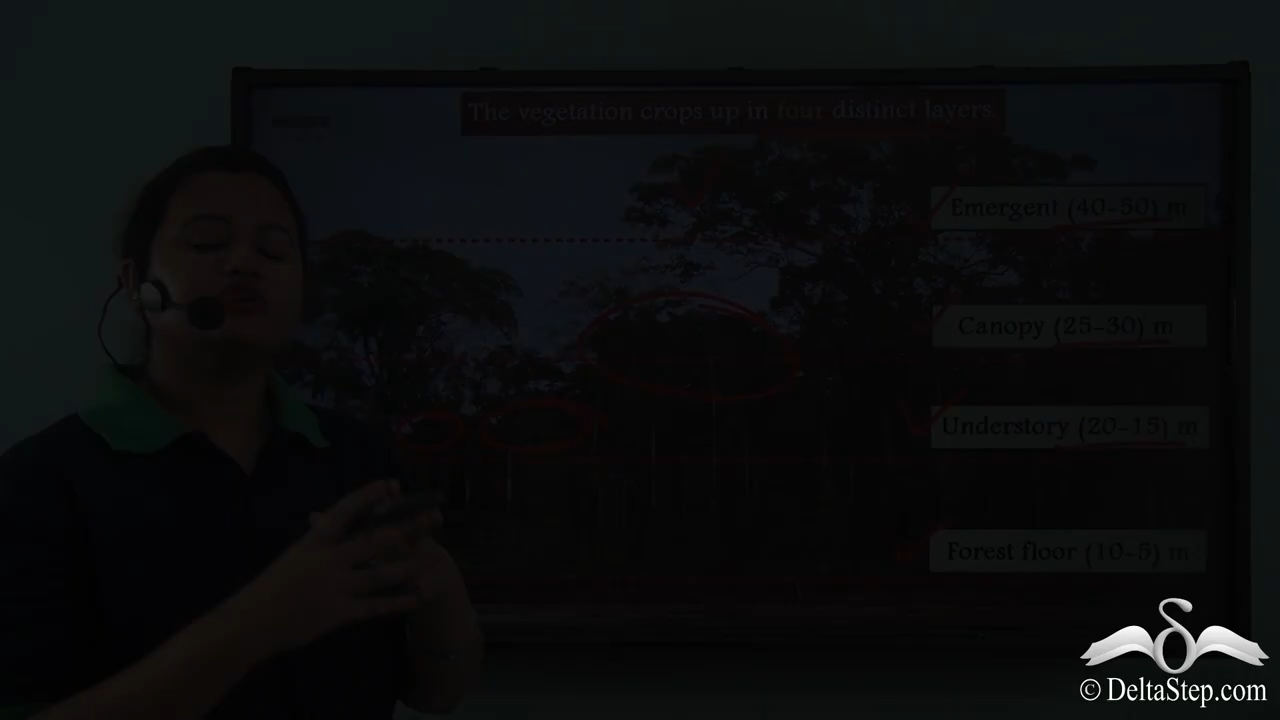 The vegetation crops up in four distinct layers.
Emergent (40-50) m
Canopy (25-30) m
Understory (20-15) m
Forest floor (10-5) m
© DeltaStep.com